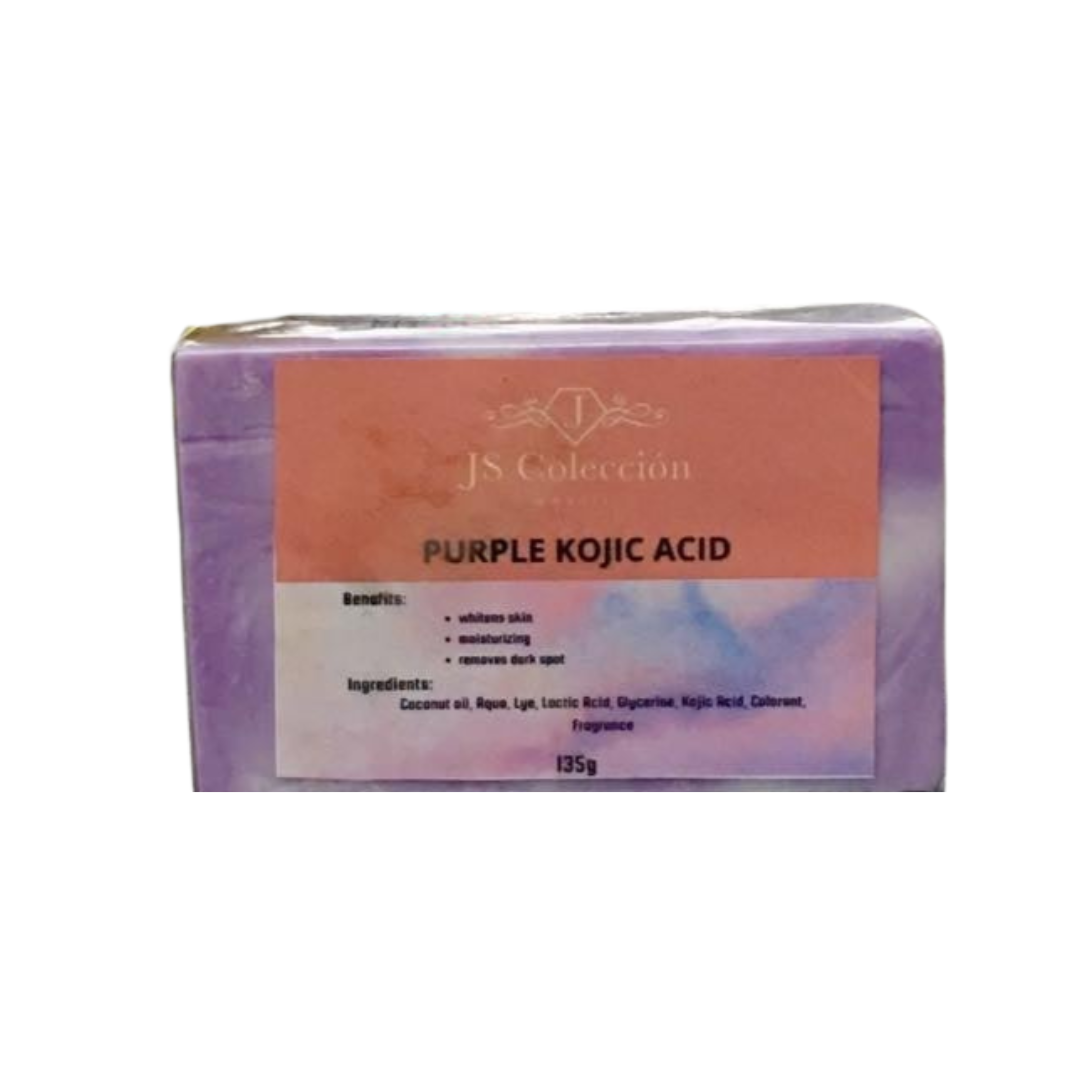 J
JS Colección
PURPLE KOJIC ACID
Benefits:
• whitens skin
• moisturizing
• removes dark spot
Ingredients:
Coconut oil, Aqua, Lye, Lactic Acid, Glycerine, Kojic Acid, Colorant,
Fragrance
135g